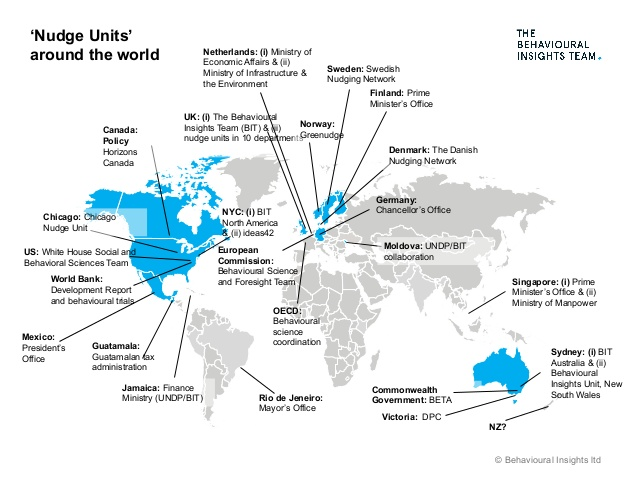 ‘Nudge Units’
around the world
THE
BEHAVIOURAL
INSIGHTS TEAM.
Netherlands: (i) Ministry of
Economic Affairs & (ii)
Ministry of Infrastructure &
the Environment
Sweden: Swedish
Nudging Network
Finland: Prime
Minister’s Office
UK: (i) The Behavioural
Insights Team (BIT) & (ii)
nudge units in 10 departments
Norway:
Greenudge
Canada:
Policy
Horizons
Canada
Denmark: The Danish
Nudging Network
Germany:
Chancellor’s Office
Chicago: Chicago
Nudge Unit
NYC: (i) BIT
North America
& (ii) ideas42
US: White House Social and
Behavioral Sciences Team
European
Commission:
Behavioural Science
and Foresight Team
Moldova: UNDP/BIT
collaboration
World Bank:
Development Report
and behavioural trials
Singapore: (i) Prime
Minister’s Office & (ii)
Ministry of Manpower
OECD:
Behavioural
science
coordination
Mexico:
President’s
Office
Guatamala:
Guatamalan tax
administration
Jamaica: Finance
Ministry (UNDP/BIT)
Rio de Jeneiro:
Mayor’s Office
Sydney: (i) BIT
Australia & (ii)
Behavioural
Insights Unit, New
South Wales
Commonwealth
Government: BETA
Victoria: DPC
NZ?
© Behavioural Insights ltd